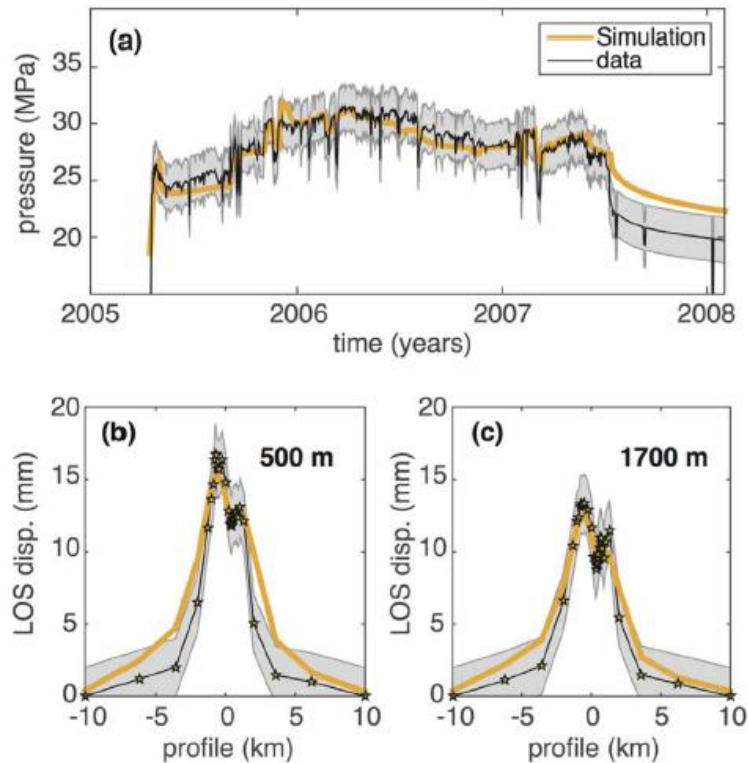 (a)
Simulation
data
pressure (MPa)
35
30
25
20
2005
2006
2007
2008
time (years)
(b)
500 m
LOS disp. (mm)
20
15
10
5
0
-10
-5
0
5
10
profile (km)
(c)
1700 m
LOS disp. (mm)
20
15
10
5
0
-10
-5
0
5
10
profile (km)